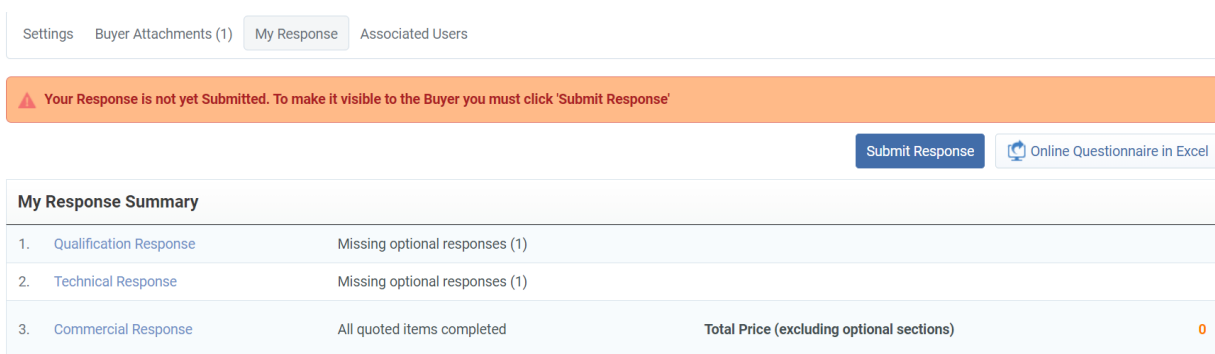 Settings Buyer Attachments (1) My Response Associated Users
Your Response is not yet Submitted. To make it visible to the Buyer you must click 'Submit Response'
Submit Response Online Questionnaire in Excel
My Response Summary
1. Qualification Response Missing optional responses (1)
2. Technical Response Missing optional responses (1)
3. Commercial Response All quoted items completed Total Price (excluding optional sections) 0